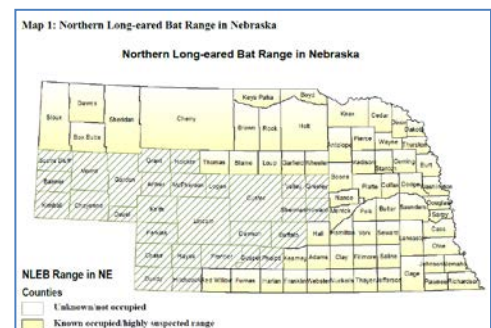 Map 1: Northern Long-eared Bat Range in Nebraska
Northern Long-eared Bat Range in Nebraska
Keya Paha Boyd
Sioux Dawes Sheridan Cherry Knox Cedar Dixon Dakota
Box Butte Brown Rock Holt Antelope Pierce Wayne Thurston
Scotts Bluff Morrill Garden Grant Hooker Thomas Blaine Loup Garfield Wheeler Madison Stanton Cuming Burt
Banner Arthur McPherson Logan Custer Valley Greeley Boone Platte Colfax Dodge Washington
Kimball Cheyenne Deuel Keith Lincoln Sherman Howard Nance Merrick Polk Butler Saunders Douglas Sarpy
Perkins Dawson Buffalo Hall Hamilton York Seward Lancaster Cass
Otoe
Chase Hayes Frontier Gosper Phelps Kearney Adams Clay Fillmore Saline Gage Johnson Nemaha
Dundy Hitchcock Red Willow Furnas Harlan Franklin Webster Nuckolls Thayer Jefferson Pawnee Richardson
NLEB Range in NE
Counties
Unknown/not occupied
Known occupied/highly suspected range